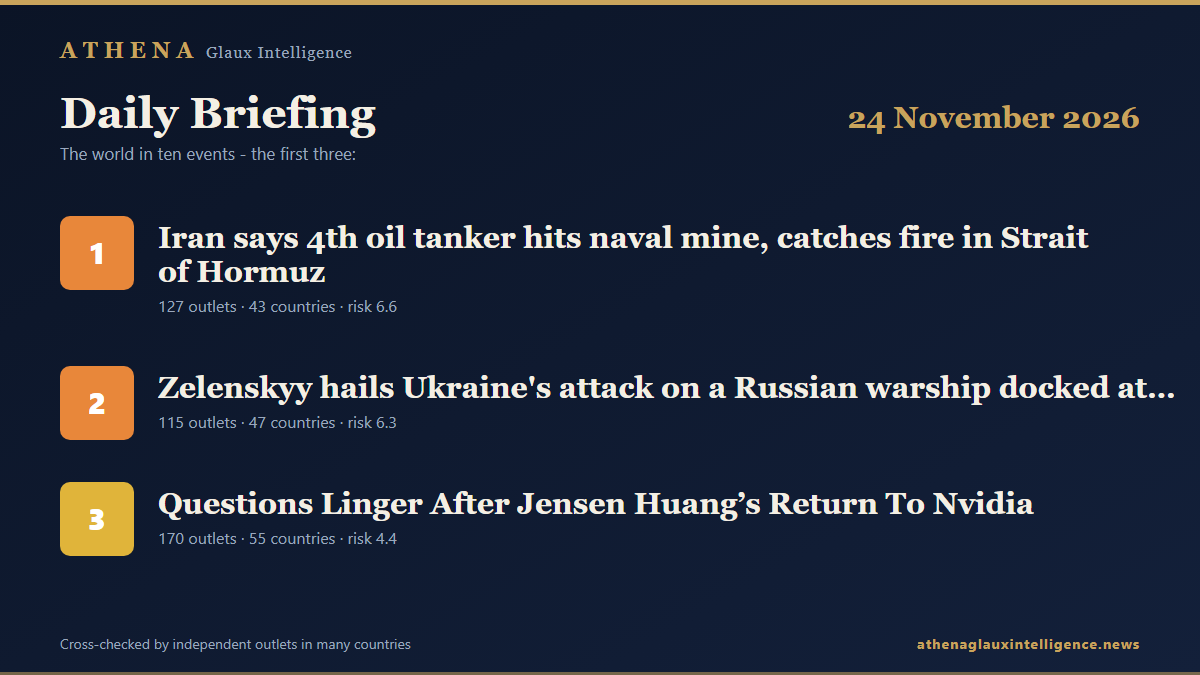 ATHENA Glaux Intelligence
Daily Briefing
24 November 2026
The world in ten events - the first three:
1
Iran says 4th oil tanker hits naval mine, catches fire in Strait
of Hormuz
127 outlets · 43 countries · risk 6.6
2
Zelenskyy hails Ukraine's attack on a Russian warship docked at...
115 outlets · 47 countries · risk 6.3
3
Questions Linger After Jensen Huang’s Return To Nvidia
170 outlets · 55 countries · risk 4.4
Cross-checked by independent outlets in many countries
athenaglauxintelligence.news